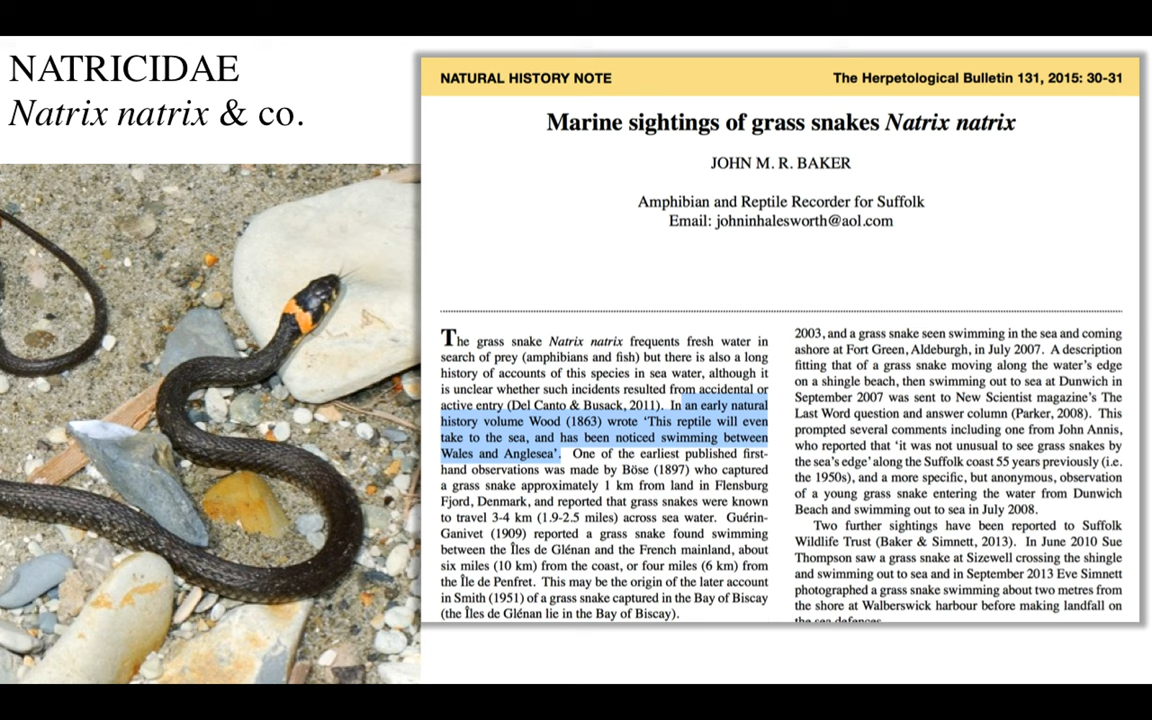 NATRICIDAE
Natrix natrix & co.
NATURAL HISTORY NOTE
The Herpetological Bulletin 131, 2015: 30-31
Marine sightings of grass snakes Natrix natrix
JOHN M. R. BAKER
Amphibian and Reptile Recorder for Suffolk
Email: johninhalesworth@aol.com
The grass snake Natrix natrix frequents fresh water in
search of prey (amphibians and fish) but there is also a long
history of accounts of this species in sea water, although it
is unclear whether such incidents resulted from accidental or
active entry (Del Canto & Busack, 2011). In an early natural
history volume Wood (1863) wrote ‘This reptile will even
take to the sea, and has been noticed swimming between
Wales and Anglesea’. One of the earliest published first-
hand observations was made by Böse (1897) who captured
a grass snake approximately 1 km from land in Flensburg
Fjord, Denmark, and reported that grass snakes were known
to travel 3-4 km (1.9-2.5 miles) across sea water. Guérin-
Ganivet (1909) reported a grass snake found swimming
between the Îles de Glénan and the French mainland, about
six miles (10 km) from the coast, or four miles (6 km) from
the Île de Penfret. This may be the origin of the later account
in Smith (1951) of a grass snake captured in the Bay of Biscay
(the Îles de Glénan lie in the Bay of Biscay).
2003, and a grass snake seen swimming in the sea and coming
ashore at Fort Green, Aldeburgh, in July 2007. A description
fitting that of a grass snake moving along the water’s edge
on a shingle beach, then swimming out to sea at Dunwich in
September 2007 was sent to New Scientist magazine’s The
Last Word question and answer column (Parker, 2008). This
prompted several comments including one from John Annis,
who reported that ‘it was not unusual to see grass snakes by
the sea’s edge’ along the Suffolk coast 55 years previously (i.e.
the 1950s), and a more specific, but anonymous, observation
of a young grass snake entering the water from Dunwich
Beach and swimming out to sea in July 2008.
Two further sightings have been reported to Suffolk
Wildlife Trust (Baker & Simnett, 2013). In June 2010 Sue
Thompson saw a grass snake at Sizewell crossing the shingle
and swimming out to sea and in September 2013 Eve Simnett
photographed a grass snake swimming about two metres from
the shore at Walberswick harbour before making landfall on
the sea defences